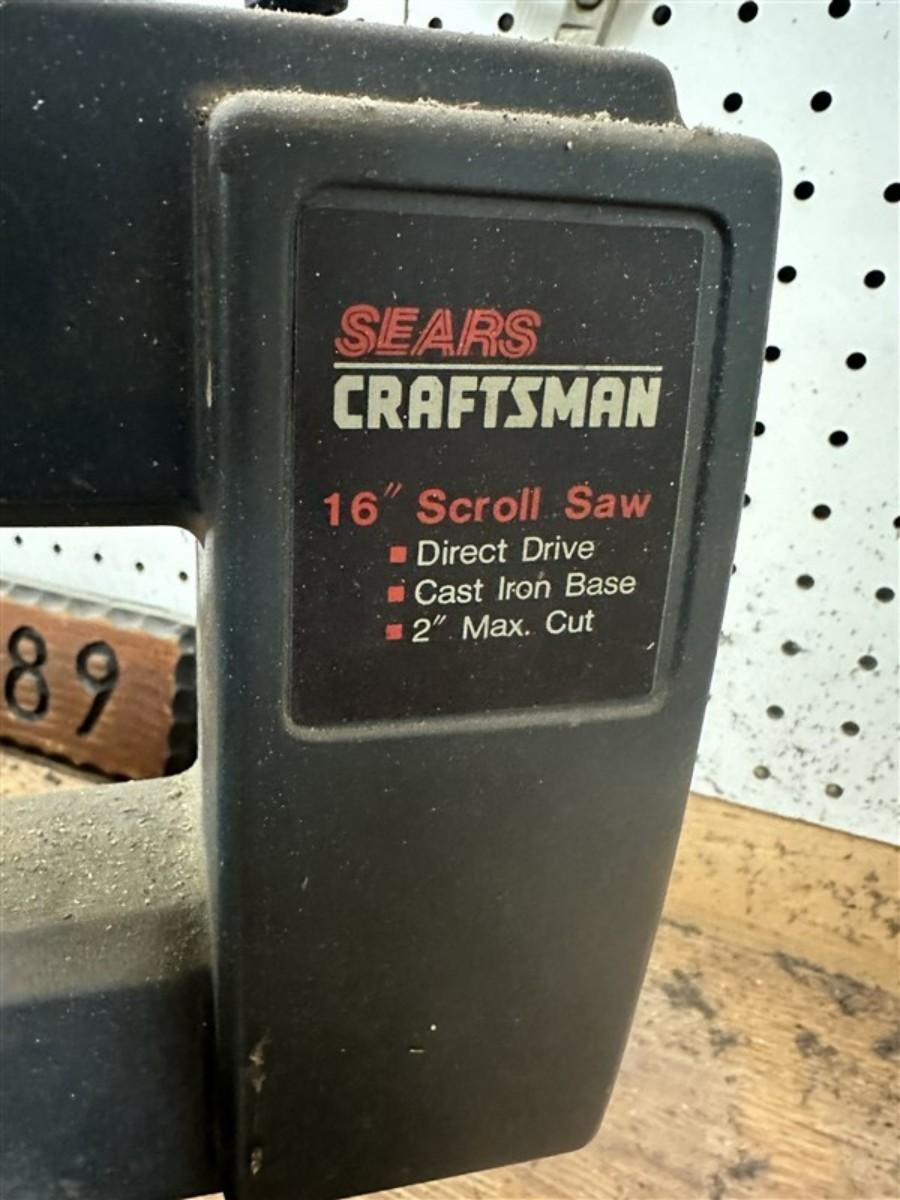 SEARS
CRAFTSMAN
16" Scroll Saw
Direct Drive
Cast Iron Base
2" Max. Cut
89